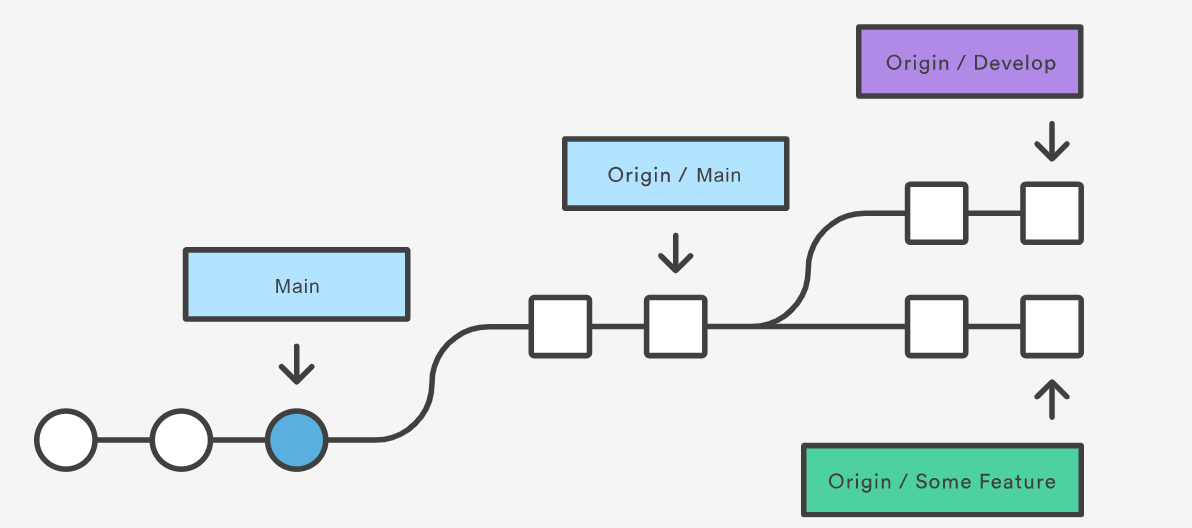 Origin / Develop
Origin / Main
Main
Origin / Some Feature